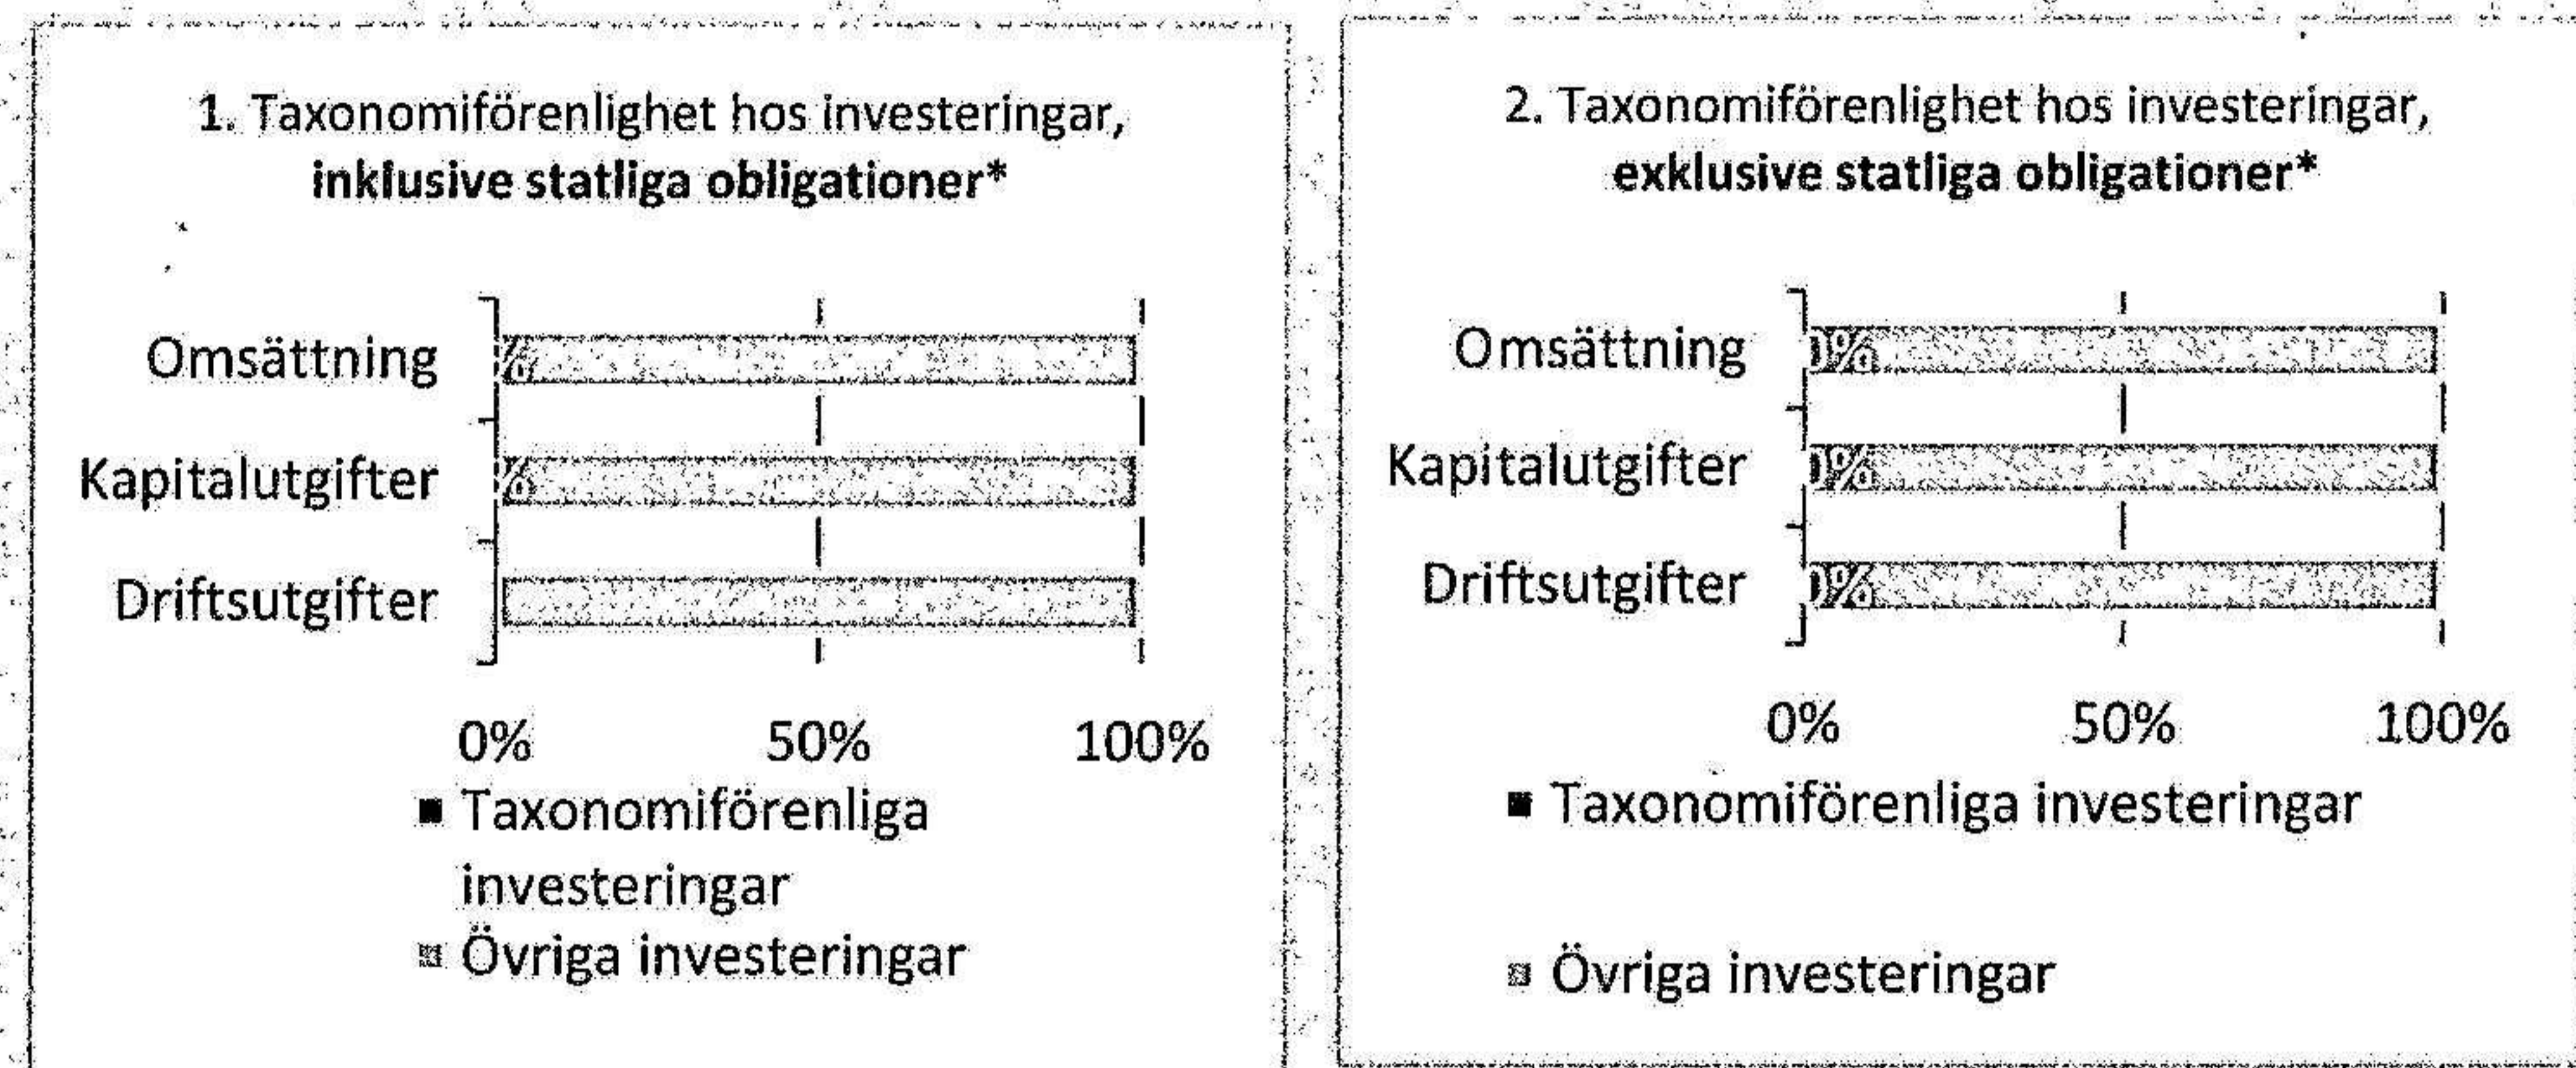 1. Taxonomiförenlighet hos investeringar,
inklusive statliga obligationer*
Omsättning
%
Kapitalutgifter
%
Driftsutgifter
0% 50% 100%
Taxonomiförenliga
investeringar
Övriga investeringar
2. Taxonomiförenlighet hos investeringar,
exklusive statliga obligationer*
Omsättning
Kapitalutgifter
Driftsutgifter
0% 50% 100%
Taxonomiförenliga investeringar
Övriga investeringar